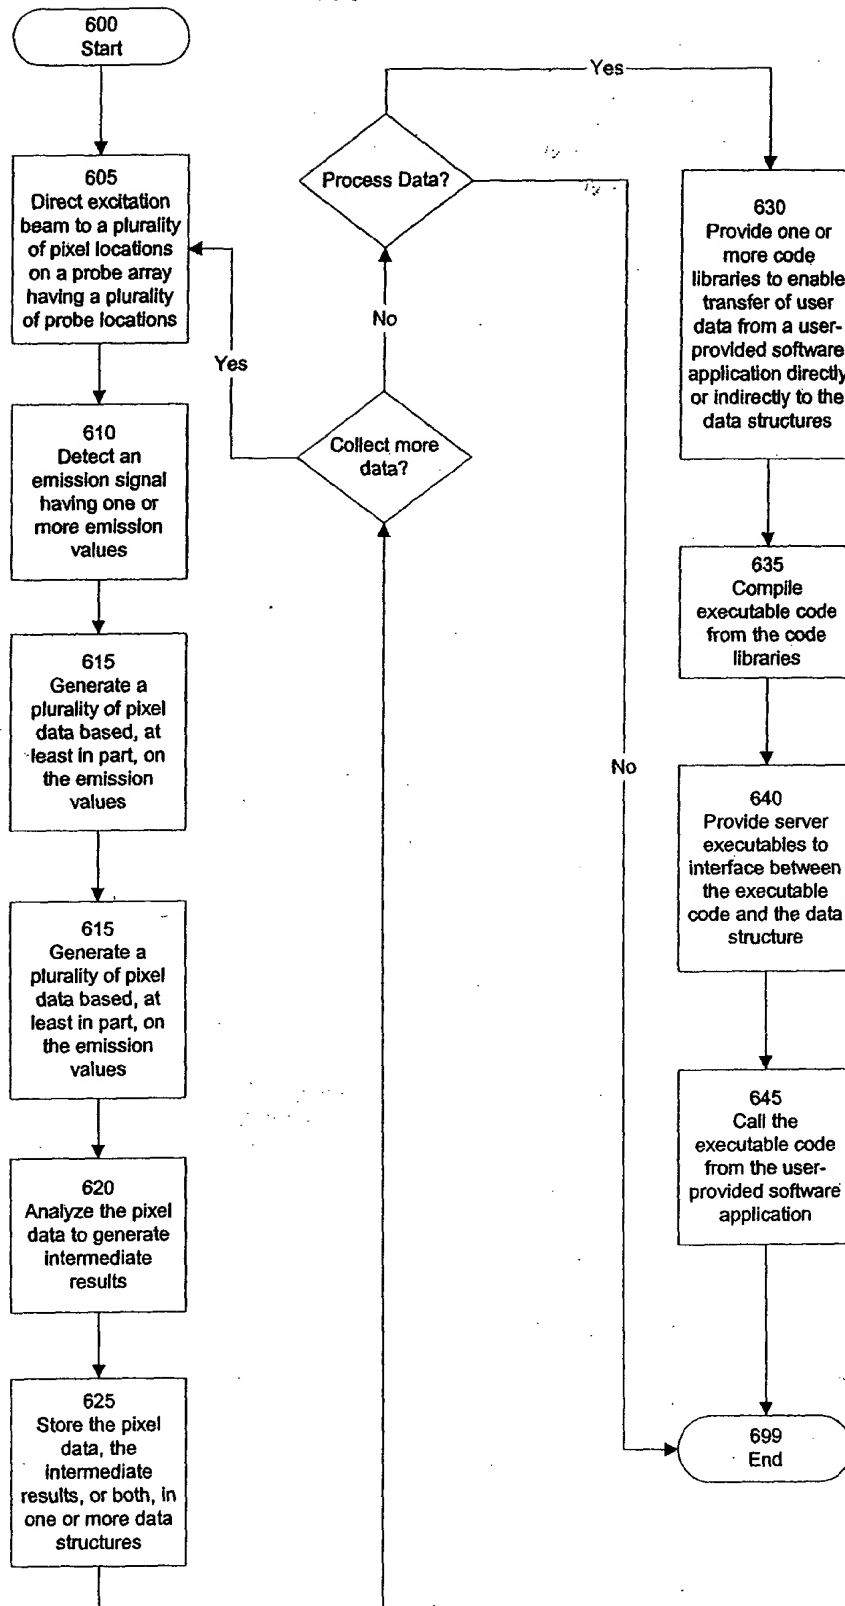 600
Start
605
Direct excitation
beam to a plurality
of pixel locations
on a probe array
having a plurality
of probe locations
610
Detect an
emission signal
having one or
more emission
values
615
Generate a
plurality of pixel
data based, at
least in part, on
the emission
values
615
Generate a
plurality of pixel
data based, at
least in part, on
the emission
values
620
Analyze the pixel
data to generate
intermediate
results
625
Store the pixel
data, the
intermediate
results, or both, in
one or more data
structures
Collect more
data?
Yes
No
Process Data?
Yes
No
630
Provide one or
more code
libraries to enable
transfer of user
data from a user-
provided software
application directly
or indirectly to the
data structures
635
Compile
executable code
from the code
libraries
640
Provide server
executables to
interface between
the executable
code and the data
structure
645
Call the
executable code
from the user-
provided software
application
699
End